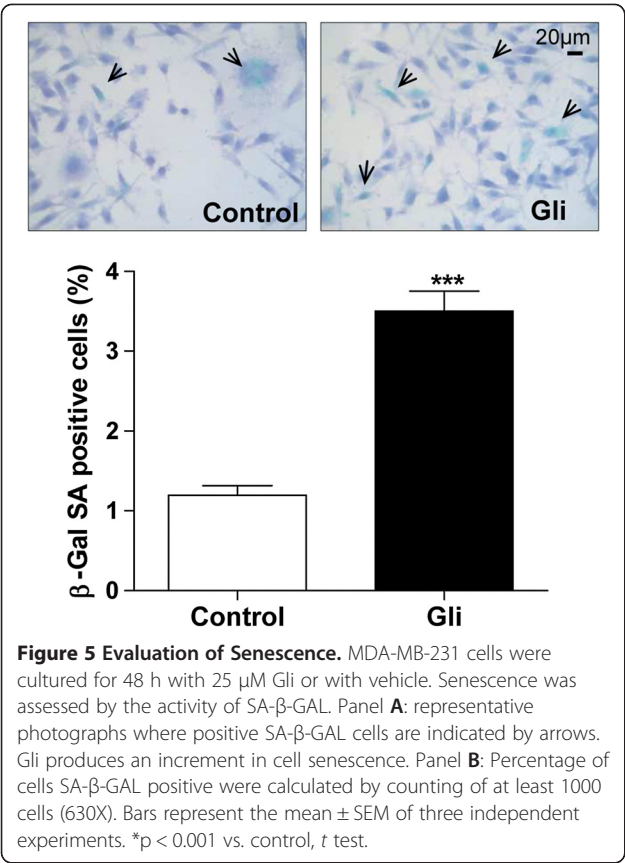 20µm
Control
Gli
β-Gal SA positive cells (%)
4
3
2
1
0
***
Control
Gli
Figure 5 Evaluation of Senescence. MDA-MB-231 cells were
cultured for 48 h with 25 μM Gli or with vehicle. Senescence was
assessed by the activity of SA-β-GAL. Panel A: representative
photographs where positive SA-β-GAL cells are indicated by arrows.
Gli produces an increment in cell senescence. Panel B: Percentage of
cells SA-β-GAL positive were calculated by counting of at least 1000
cells (630X). Bars represent the mean ± SEM of three independent
experiments. *p < 0.001 vs. control, t test.